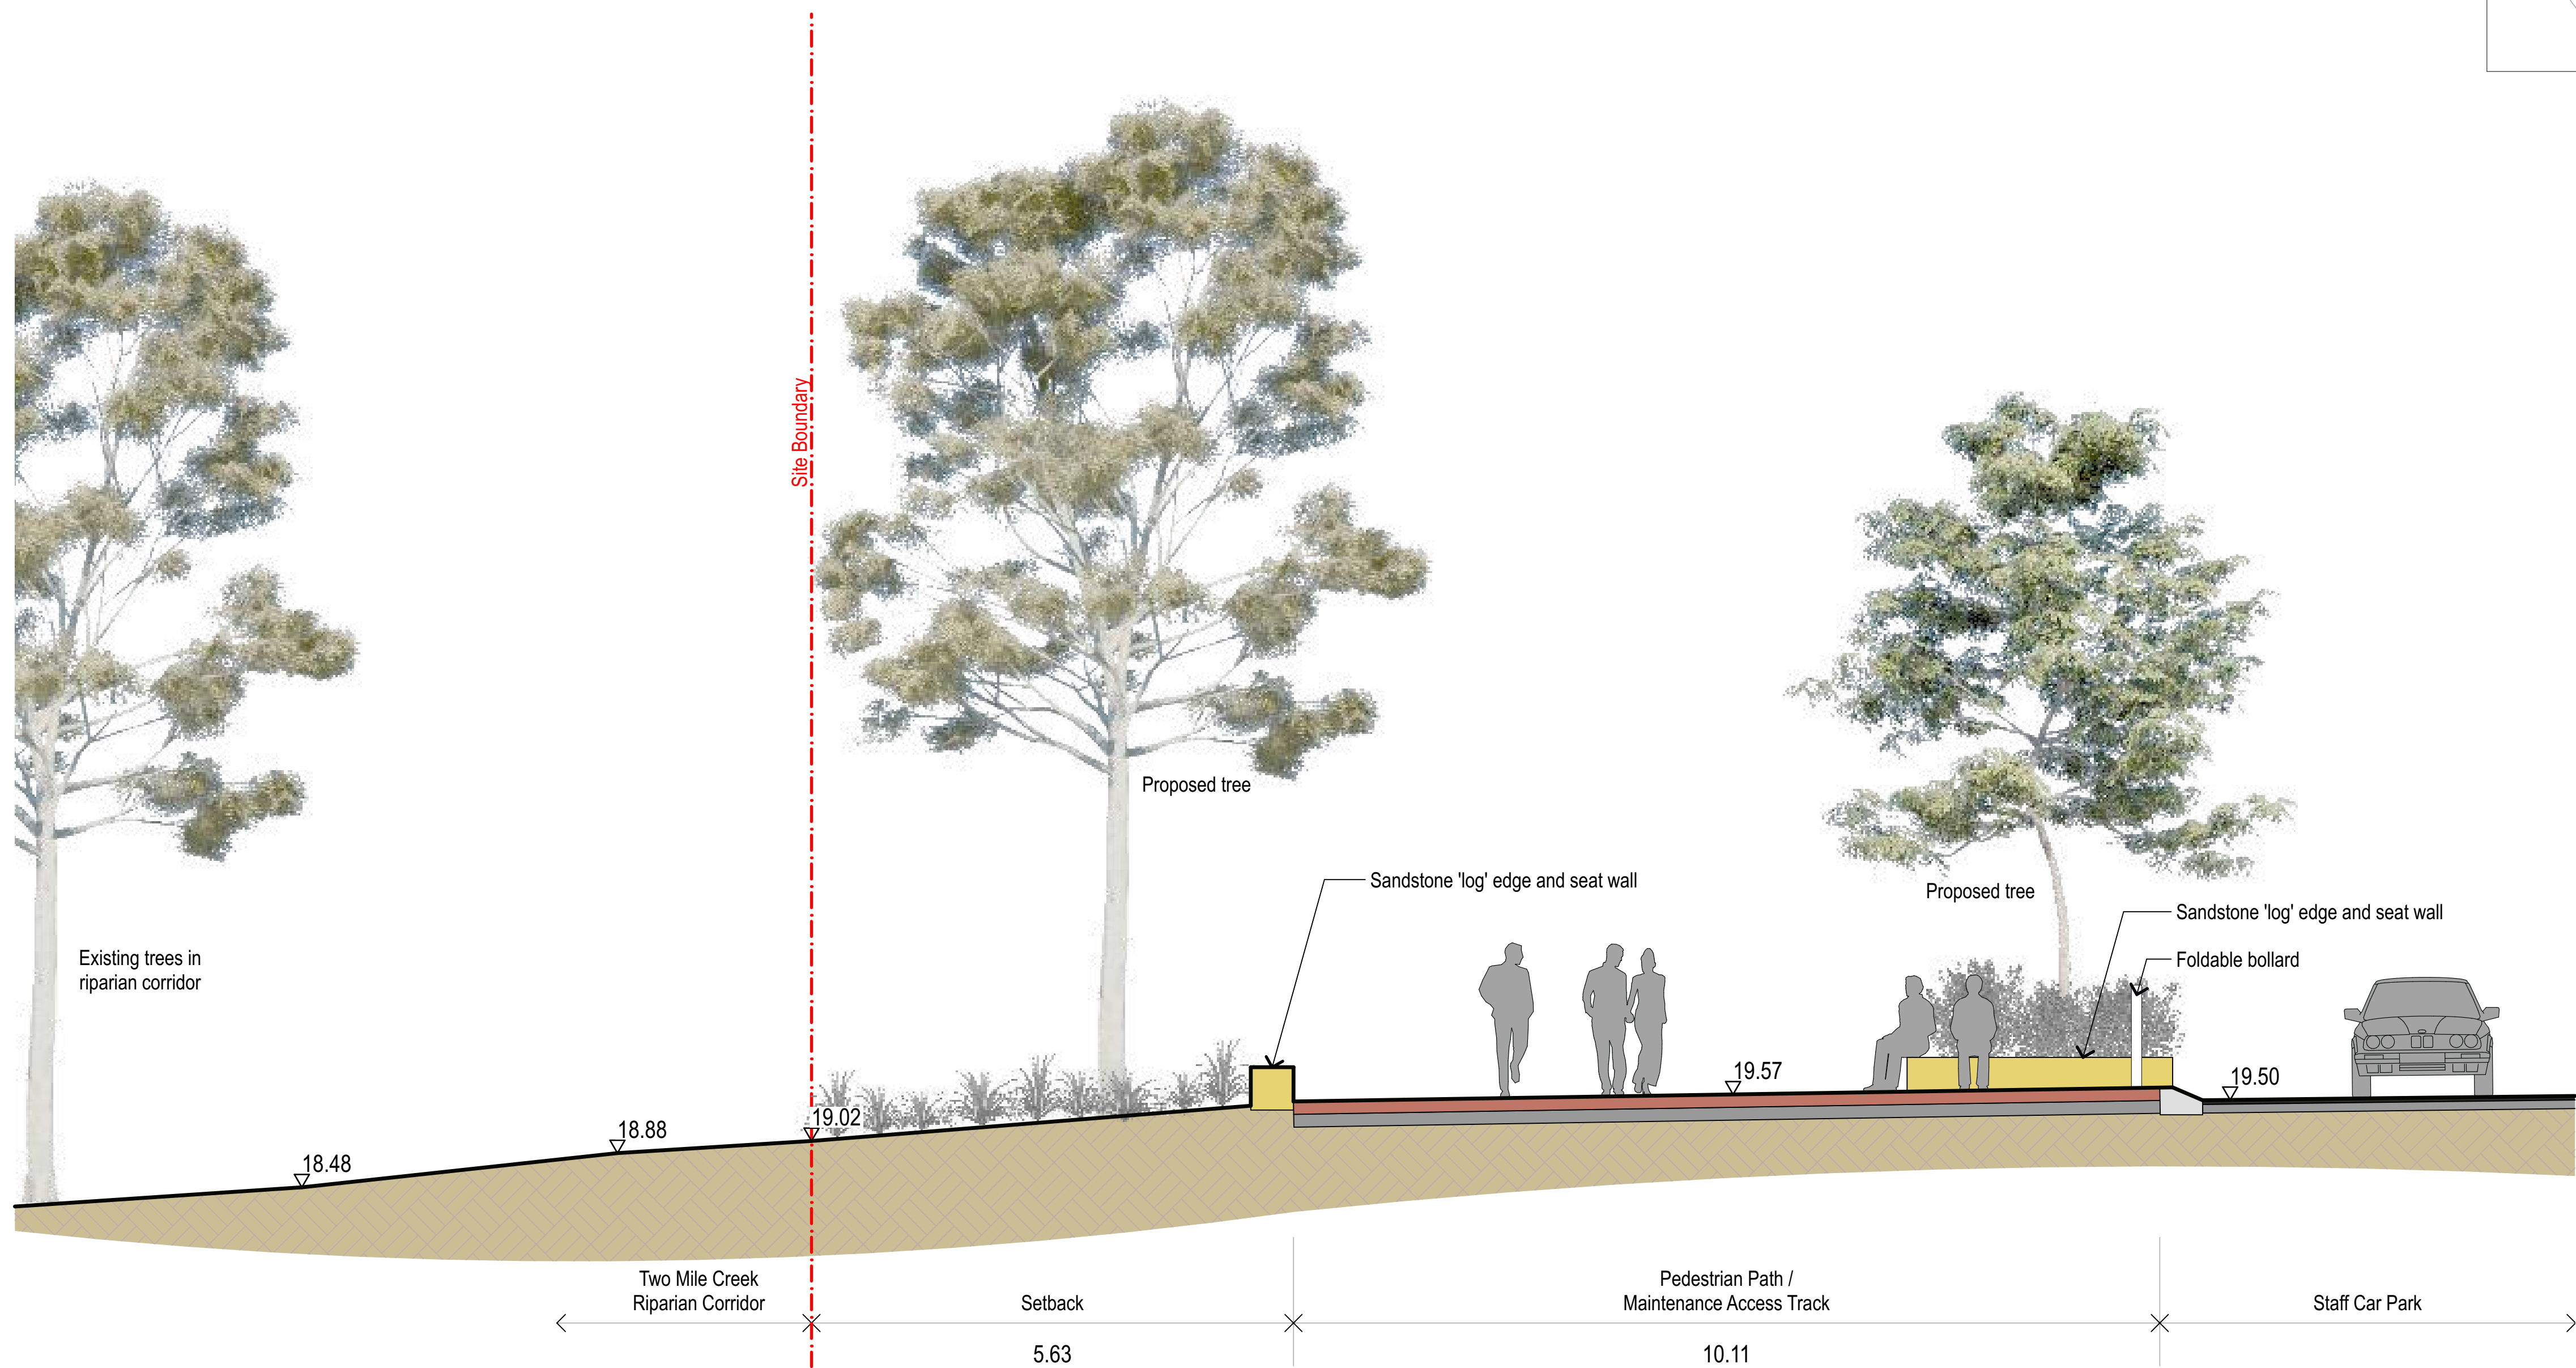 Site Boundary
Proposed tree
Sandstone 'log' edge and seat wall
Proposed tree
Sandstone 'log' edge and seat wall
Existing trees in
riparian corridor
Foldable bollard
19.57
19.50
19.02
18.88
18.48
Two Mile Creek
Riparian Corridor
Setback
Pedestrian Path /
Maintenance Access Track
Staff Car Park
5.63
10.11